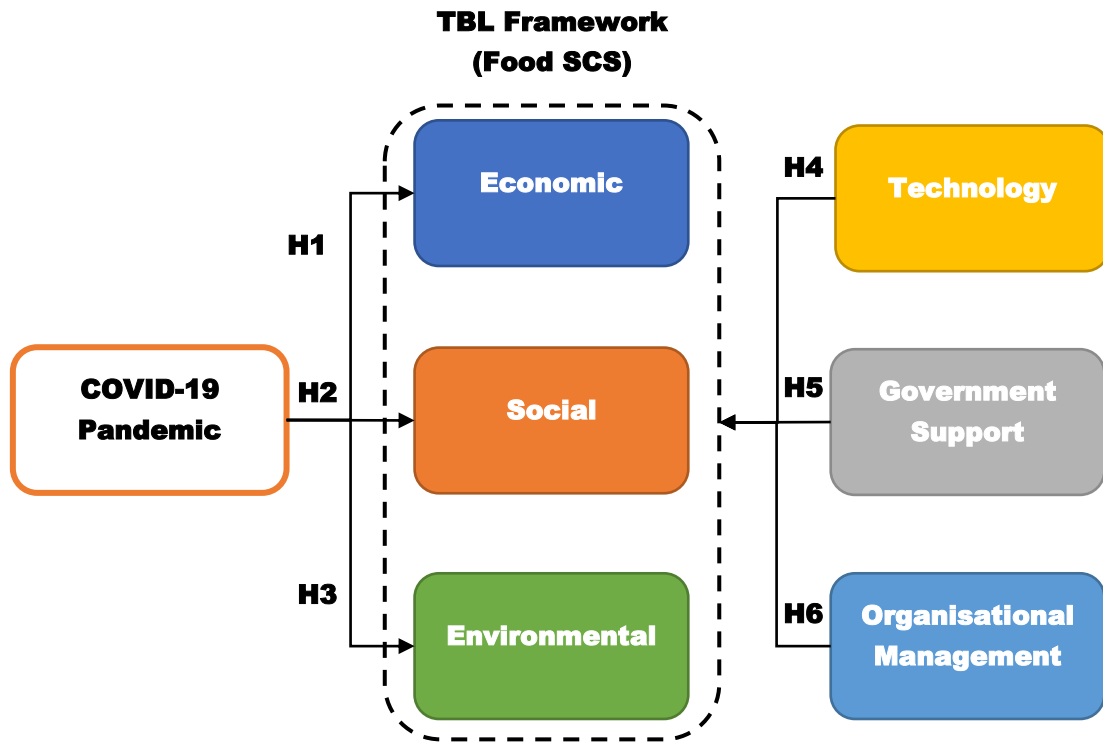 TBL Framework
(Food SCS)
Economic
H4
Technology
H1
COVID-19
Pandemic
H2
Social
H5
Government
Support
H3
Environmental
H6
Organisational
Management